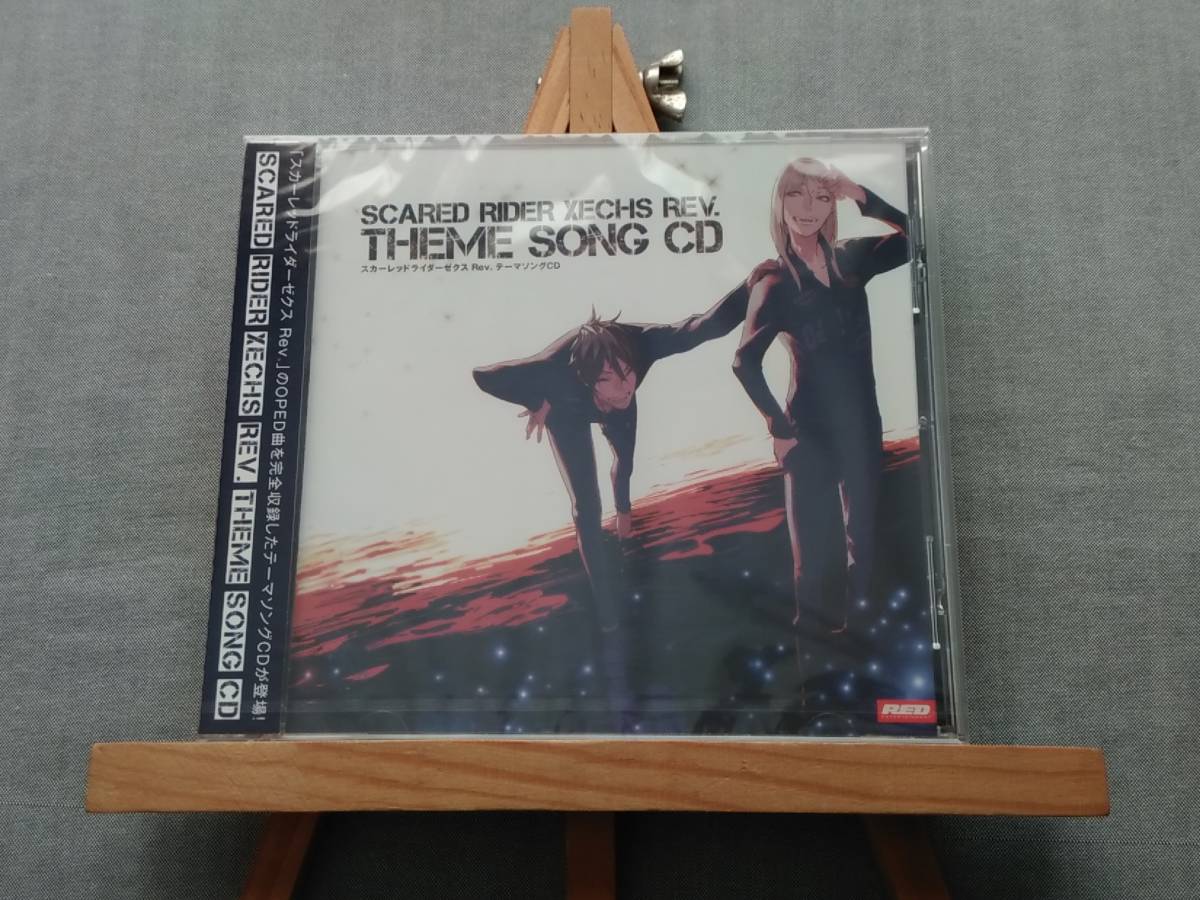 「スカーレッドライダーゼクス Rev.」のOPED曲を完全収録したテーマソングCDが登場!
SCARED RIDER XECHS REV. THEME SONG CD
SCARED RIDER XECHS REV.
THEME SONG CD
スカーレッドライダーゼクス Rev. テーマソングCD
RED
ENTERTAINMENT